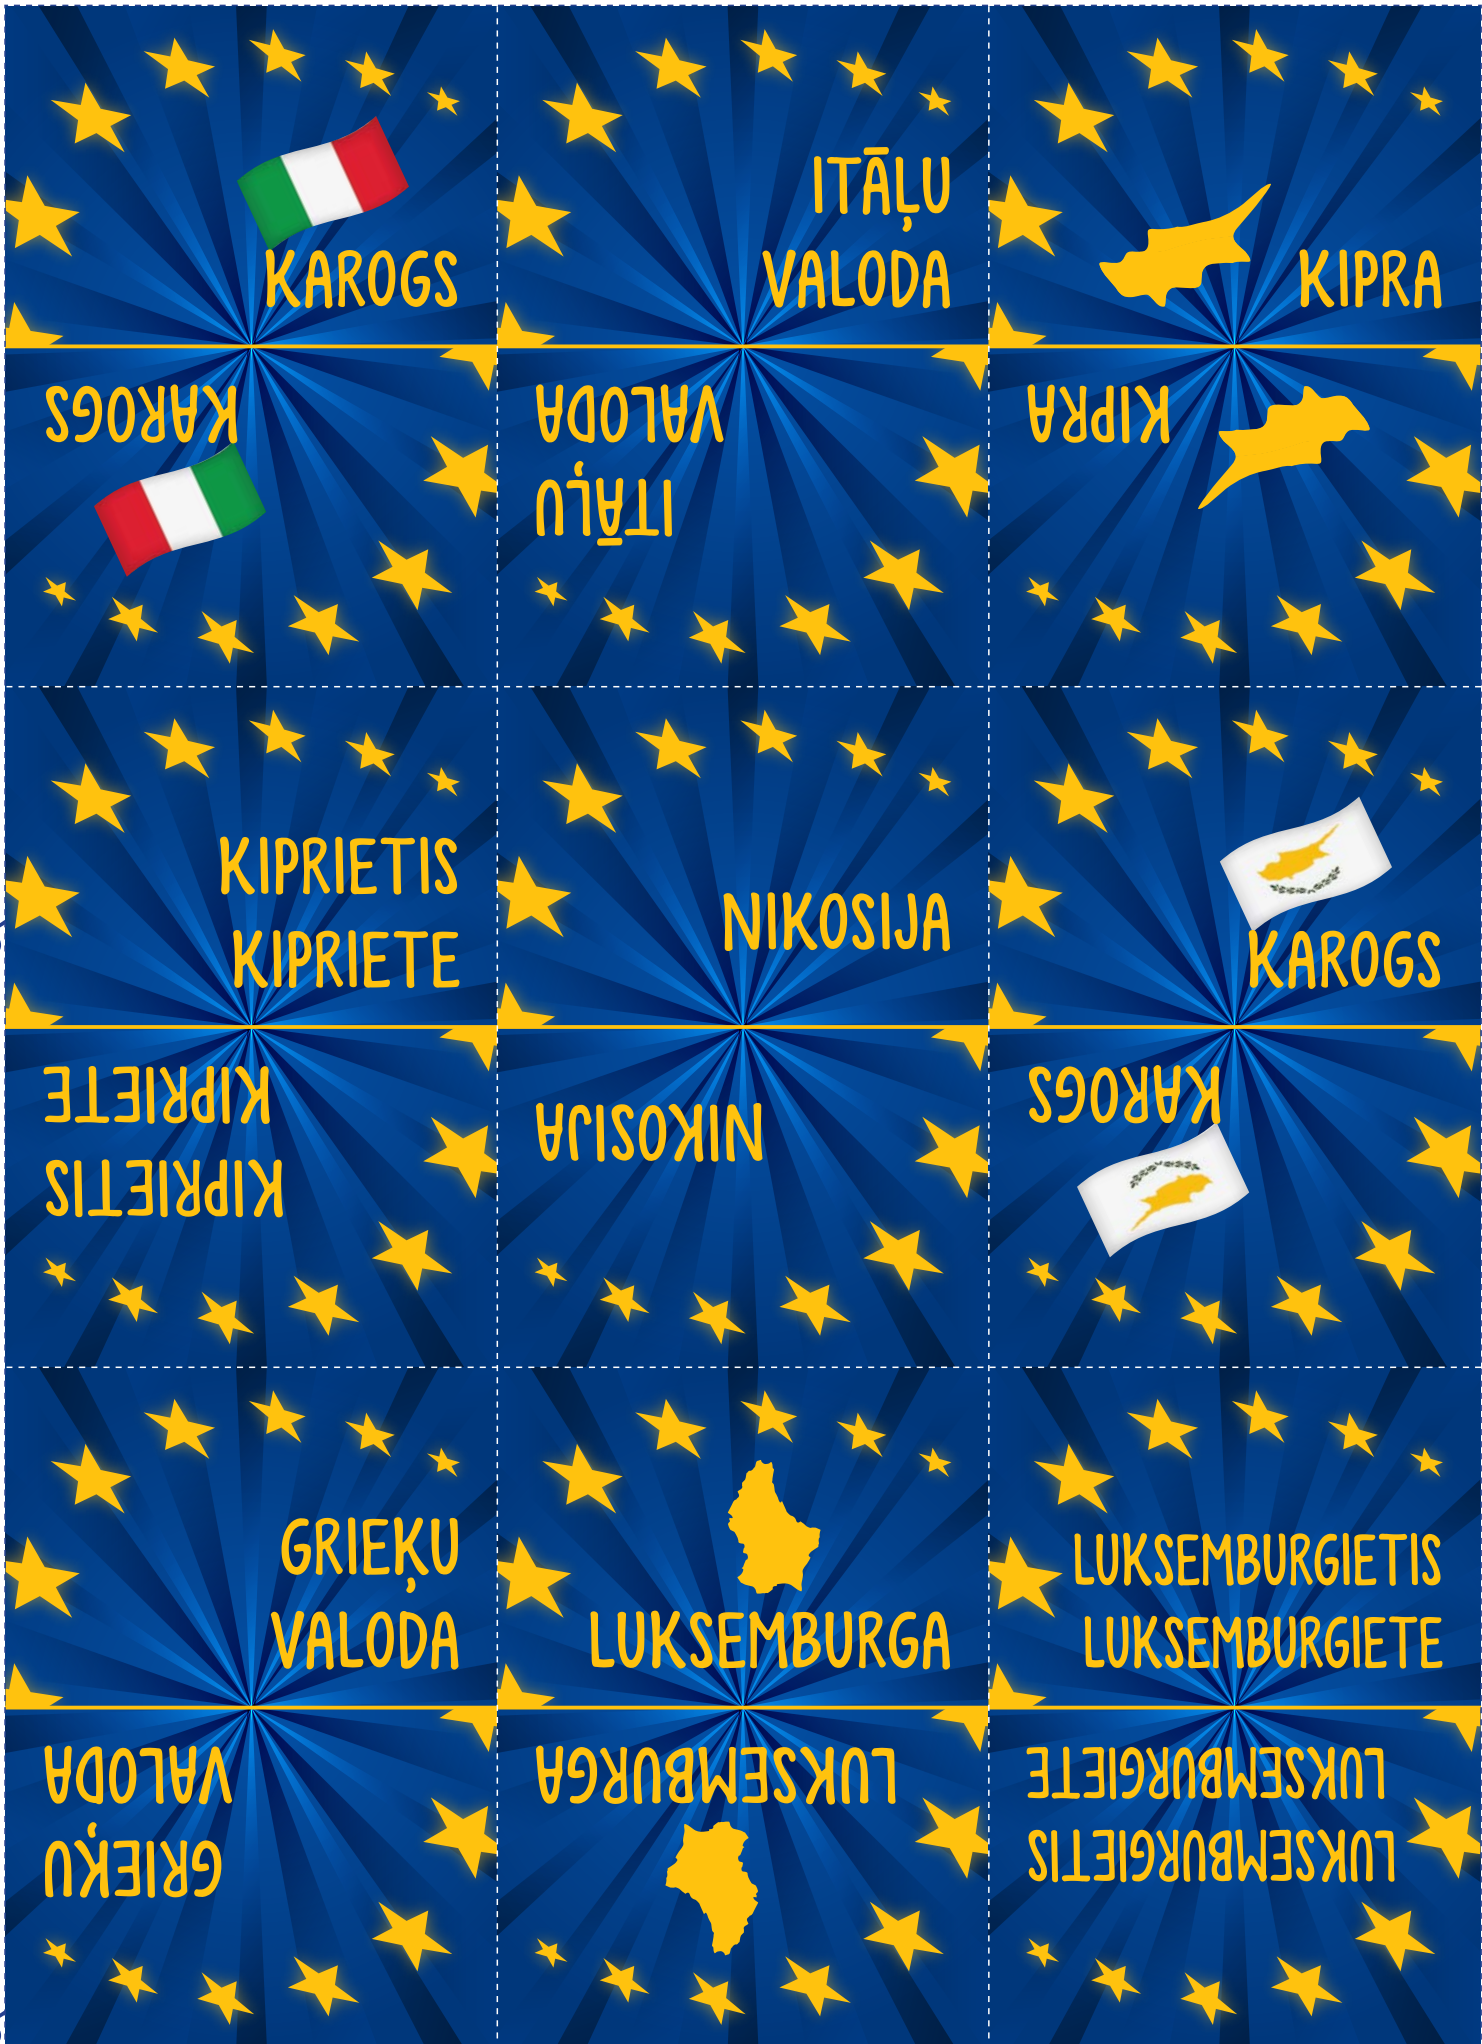 KAROGS
KAROGS
ITĀĻU
VALODA
ITĀĻU
VALODA
KIPRA
KIPRA
KIPRIETIS
KIPRIETE
KIPRIETIS
KIPRIETE
NIKOSIJA
NIKOSIJA
KAROGS
KAROGS
GRIEĶU
VALODA
GRIEĶU
VALODA
LUKSEMBURGA
LUKSEMBURGA
LUKSEMBURGIETIS
LUKSEMBURGIETE
LUKSEMBURGIETIS
LUKSEMBURGIETE